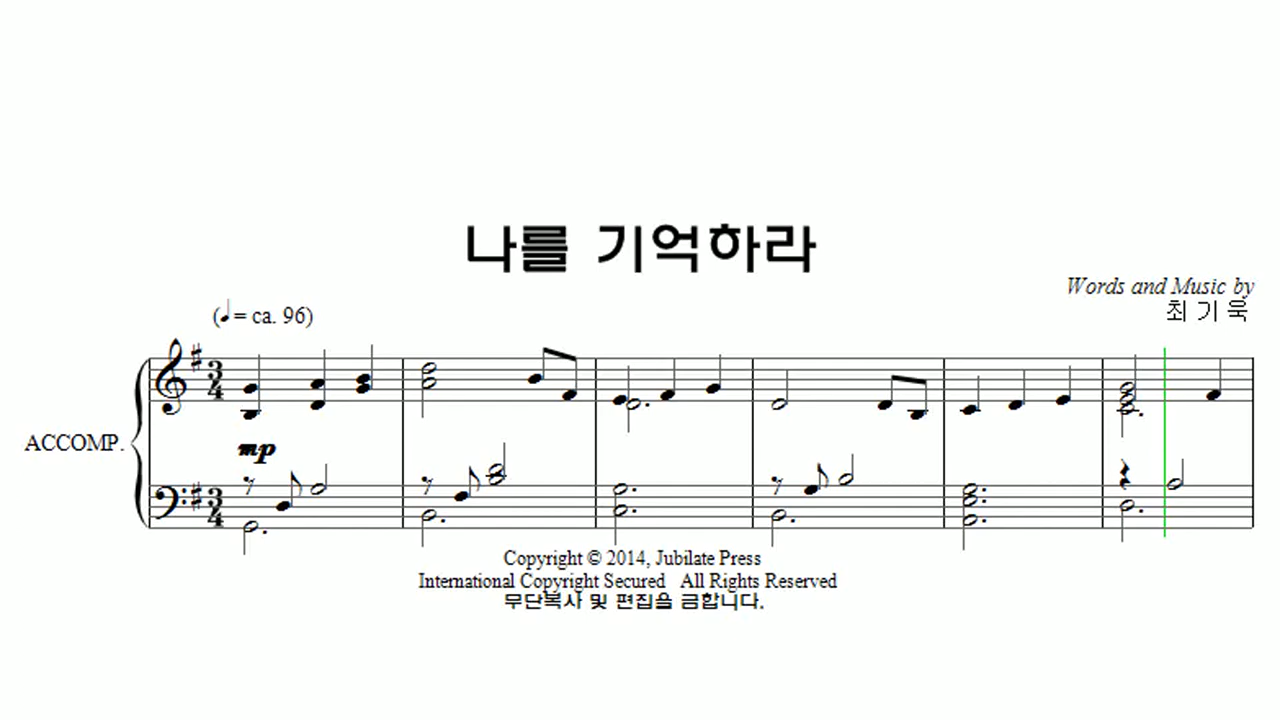 나를 기억하라
Words and Music by
최 기 욱
(♩= ca. 96)
ACCOMP.
mp
Copyright © 2014, Jubilate Press
International Copyright Secured All Rights Reserved
무단복사 및 편집을 금합니다.